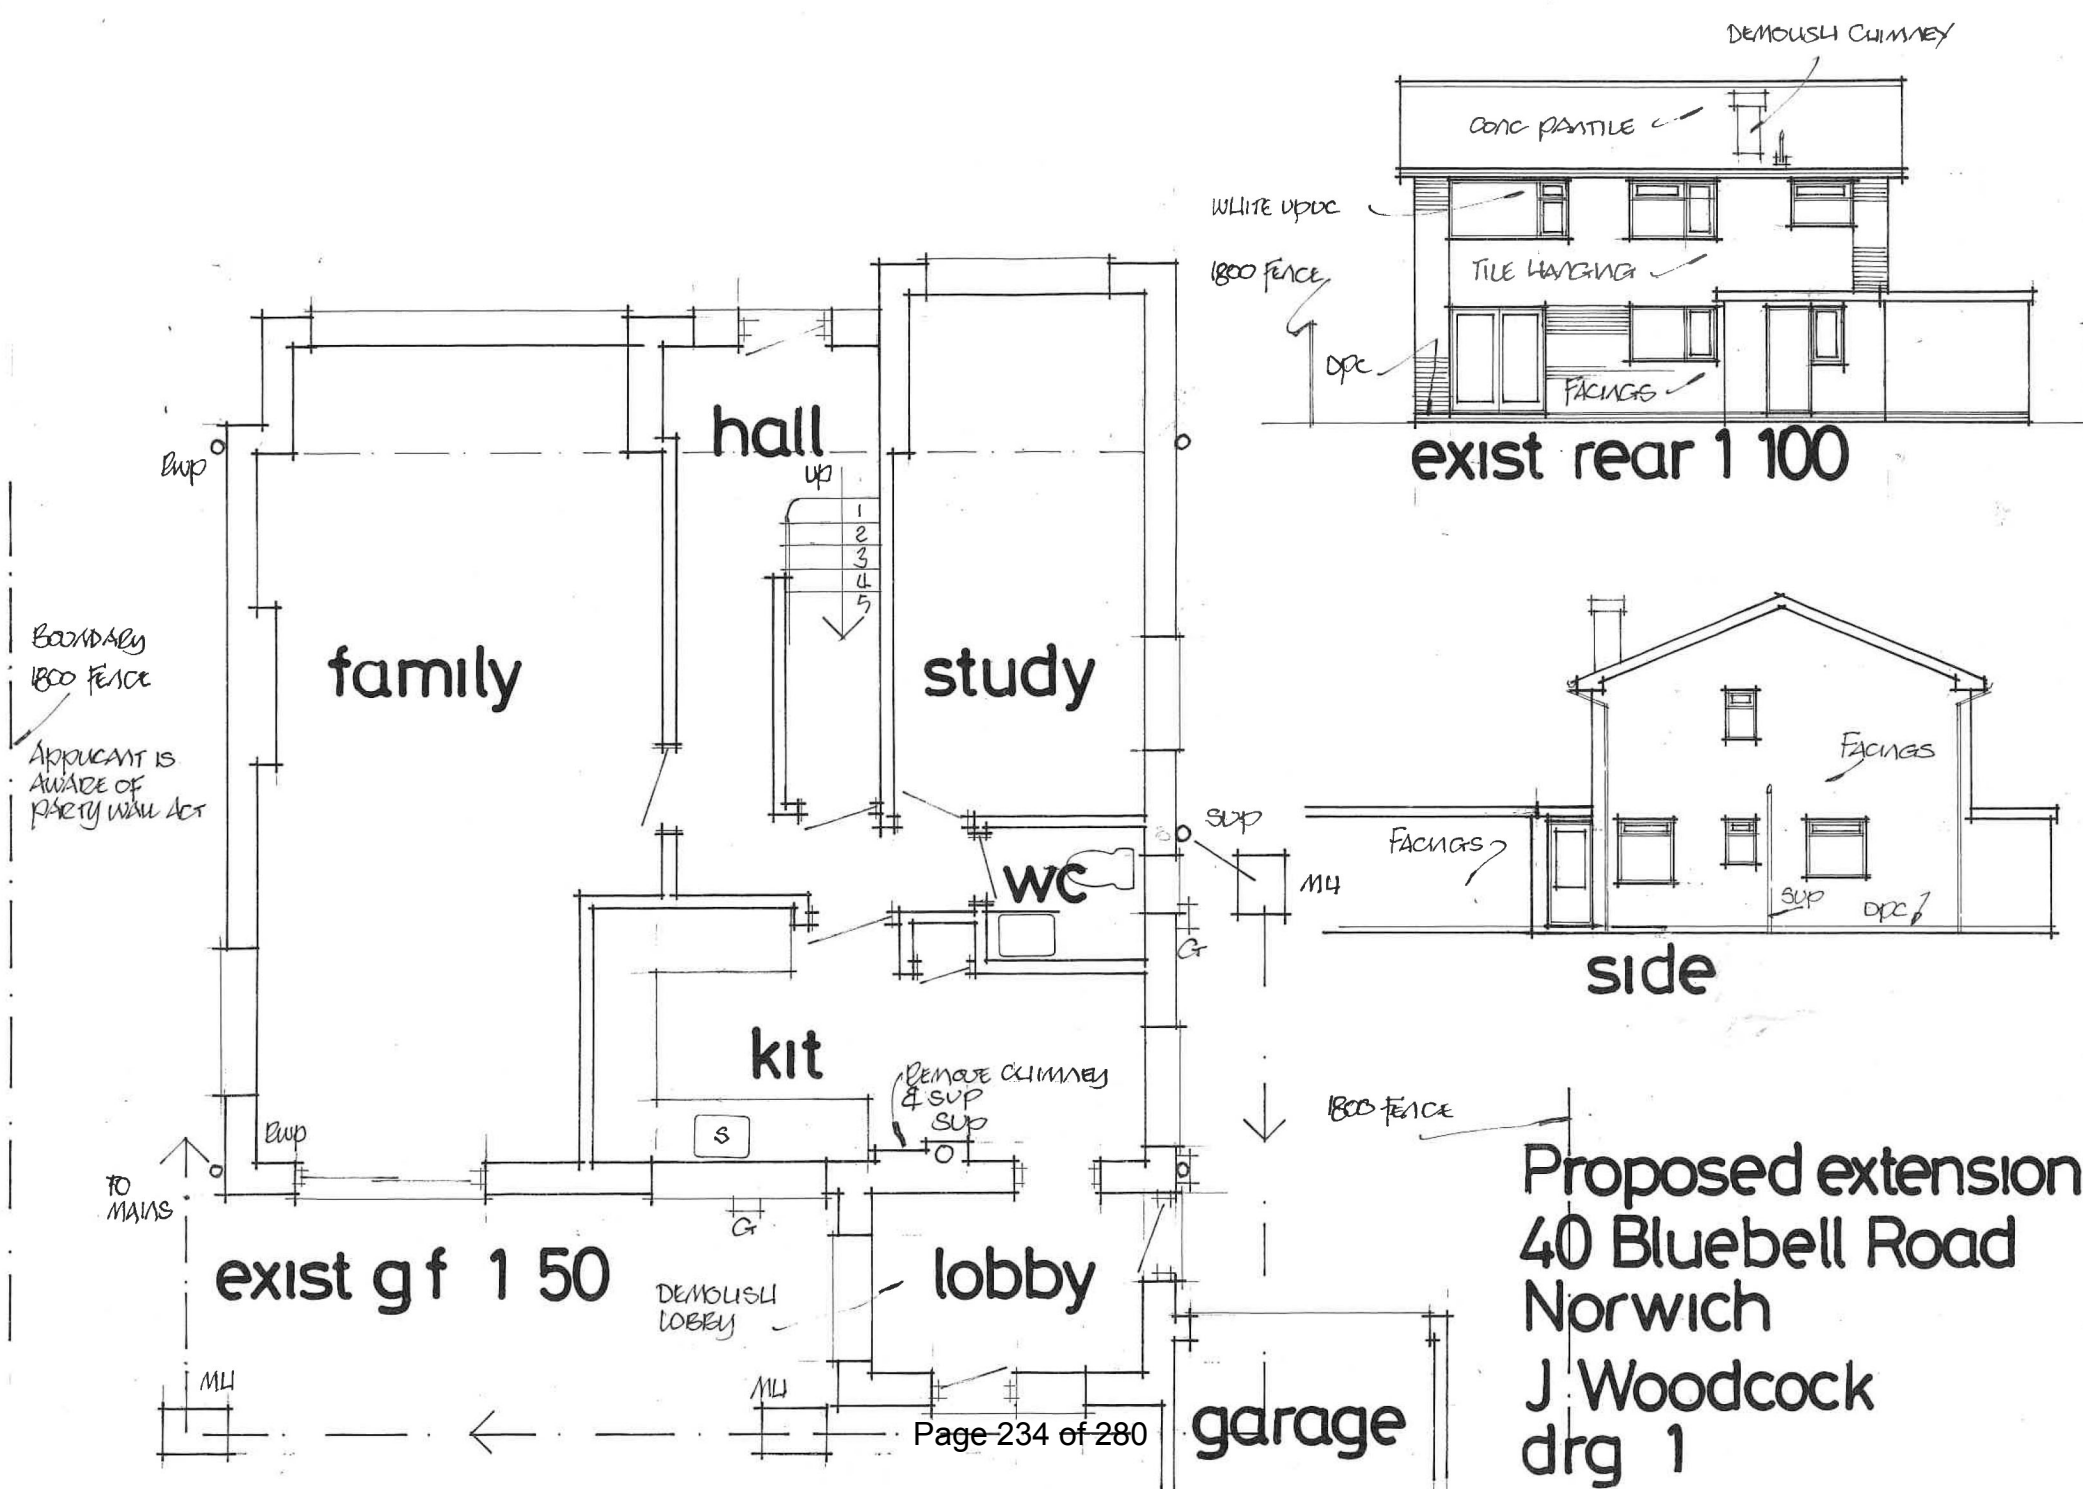 DEMOLISH CHIMNEY
CONC PANTILE
WHITE UPVC
1800 FENCE
TILE HANGING
DPC
FACINGS
exist rear 1 100
hall
UP
1
2
3
4
5
Rwp
BOUNDARY
1800 FENCE
APPLICANT IS
AWARE OF
PARTY WALL ACT
family
study
FACINGS
FACINGS
SVP
DPC
side
SVP
MH
wc
G
kit
REMOVE CHIMNEY
& SVP
SVP
S
Rwp
TO
MAINS
G
exist g f 1 50
DEMOLISH
LOBBY
lobby
MH
MH
garage
1800 FENCE
Proposed extension
40 Bluebell Road
Norwich
J Woodcock
drg 1
Page 234 of 280